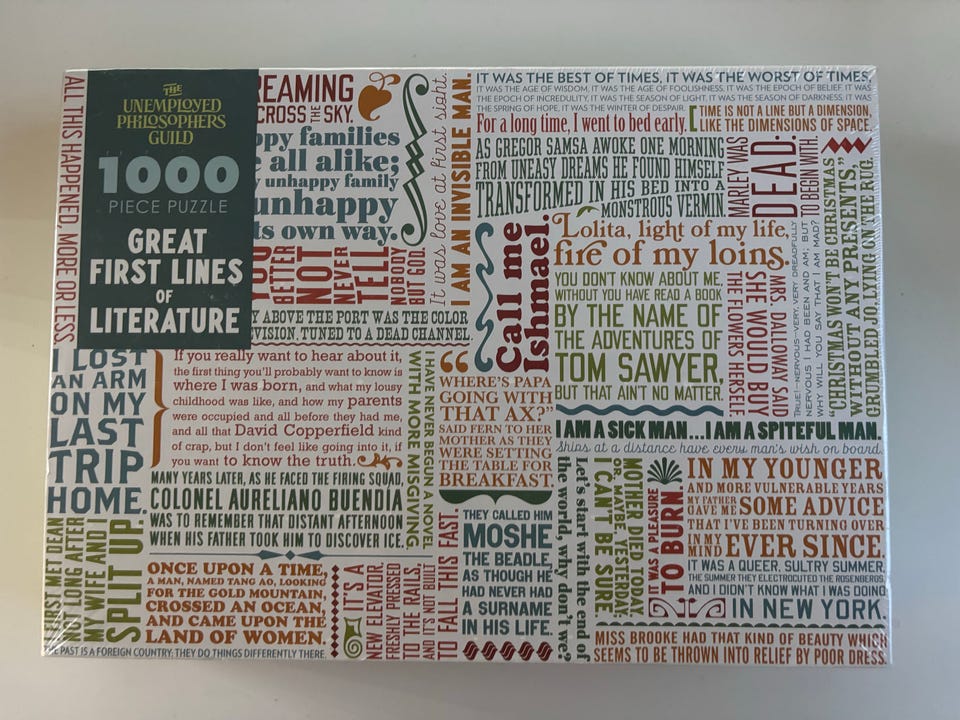 ALL THIS HAPPENED, MORE OR LESS.
THE
UNEMPLOYED
PHILOSOPHERS
GUILD
1000
PIECE PUZZLE
GREAT
FIRST LINES
OF
LITERATURE
REAMING
CROSS THE SKY.
ppy families
e all alike;
y unhappy family
unhappy
ts own way.
YOU
BETTER
NOT
NEVER
TELL
NOBODY
BUT GOD.
It was love at first sight.
I AM AN INVISIBLE MAN.
Y ABOVE THE PORT WAS THE COLOR
EVISION, TUNED TO A DEAD CHANNEL.
IT WAS THE BEST OF TIMES, IT WAS THE WORST OF TIMES,
IT WAS THE AGE OF WISDOM, IT WAS THE AGE OF FOOLISHNESS, IT WAS THE EPOCH OF BELIEF, IT WAS
THE EPOCH OF INCREDULITY, IT WAS THE SEASON OF LIGHT, IT WAS THE SEASON OF DARKNESS, IT WAS
THE SPRING OF HOPE, IT WAS THE WINTER OF DESPAIR.
For a long time, I went to bed early.
TIME IS NOT A LINE BUT A DIMENSION,
LIKE THE DIMENSIONS OF SPACE.
AS GREGOR SAMSA AWOKE ONE MORNING
FROM UNEASY DREAMS HE FOUND HIMSELF
TRANSFORMED IN HIS BED INTO A
MONSTROUS VERMIN.
MARLEY WAS
DEAD:
TO BEGIN WITH.
Call me
Ishmael.
Lolita, light of my life,
fire of my loins.
YOU DON'T KNOW ABOUT ME,
WITHOUT YOU HAVE READ A BOOK
BY THE NAME OF
THE ADVENTURES OF
TOM SAWYER,
BUT THAT AIN'T NO MATTER.
MRS. DALLOWAY SAID
SHE WOULD BUY
THE FLOWERS HERSELF.
TRUE!—NERVOUS—VERY, VERY DREADFULLY
NERVOUS I HAD BEEN AND AM; BUT
WHY WILL YOU SAY THAT I AM MAD?
"CHRISTMAS WON'T BE CHRISTMAS
WITHOUT ANY PRESENTS,"
GRUMBLED JO, LYING ON THE RUG.
I LOST
AN ARM
ON MY
LAST
TRIP
HOME.
If you really want to hear about it,
the first thing you'll probably want to know is
where I was born, and what my lousy
childhood was like, and how my parents
were occupied and all before they had me,
and all that David Copperfield kind
of crap, but I don't feel like going into it, if
you want to know the truth.
I HAVE NEVER BEGUN A NOVEL
WITH MORE MISGIVING.
"WHERE'S PAPA
GOING WITH
THAT AX?"
SAID FERN TO HER
MOTHER AS THEY
WERE SETTING
THE TABLE FOR
BREAKFAST.
I AM A SICK MAN...I AM A SPITEFUL MAN.
Ships at a distance have every man's wish on board.
MANY YEARS LATER, AS HE FACED THE FIRING SQUAD,
COLONEL AURELIANO BUENDÍA
WAS TO REMEMBER THAT DISTANT AFTERNOON
WHEN HIS FATHER TOOK HIM TO DISCOVER ICE.
I FIRST MET DEAN
NOT LONG AFTER
MY WIFE AND I
SPLIT UP
ONCE UPON A TIME,
A MAN, NAMED TANG AO, LOOKING
FOR THE GOLD MOUNTAIN,
CROSSED AN OCEAN,
AND CAME UPON THE
LAND OF WOMEN.
THE PAST IS A FOREIGN COUNTRY; THEY DO THINGS DIFFERENTLY THERE.
IT'S A
NEW ELEVATOR,
FRESHLY PRESSED
TO THE RAILS,
AND IT'S NOT BUILT
TO FALL THIS FAST.
THEY CALLED HIM
MOSHE
THE BEADLE,
AS THOUGH HE
HAD NEVER HAD
A SURNAME
IN HIS LIFE.
Let's start with the end of
the world, why don't we?
MOTHER DIED TODAY.
OR MAYBE, YESTERDAY;
I CAN'T BE SURE.
IT WAS A PLEASURE
TO BURN
IN MY YOUNGER
AND MORE VULNERABLE YEARS
MY FATHER
GAVE ME SOME ADVICE
THAT I'VE BEEN TURNING OVER
IN MY
MIND EVER SINCE.
IT WAS A QUEER, SULTRY SUMMER,
THE SUMMER THEY ELECTROCUTED THE ROSENBERGS,
AND I DIDN'T KNOW WHAT I WAS DOING
IN NEW YORK.
MISS BROOKE HAD THAT KIND OF BEAUTY WHICH
SEEMS TO BE THROWN INTO RELIEF BY POOR DRESS.